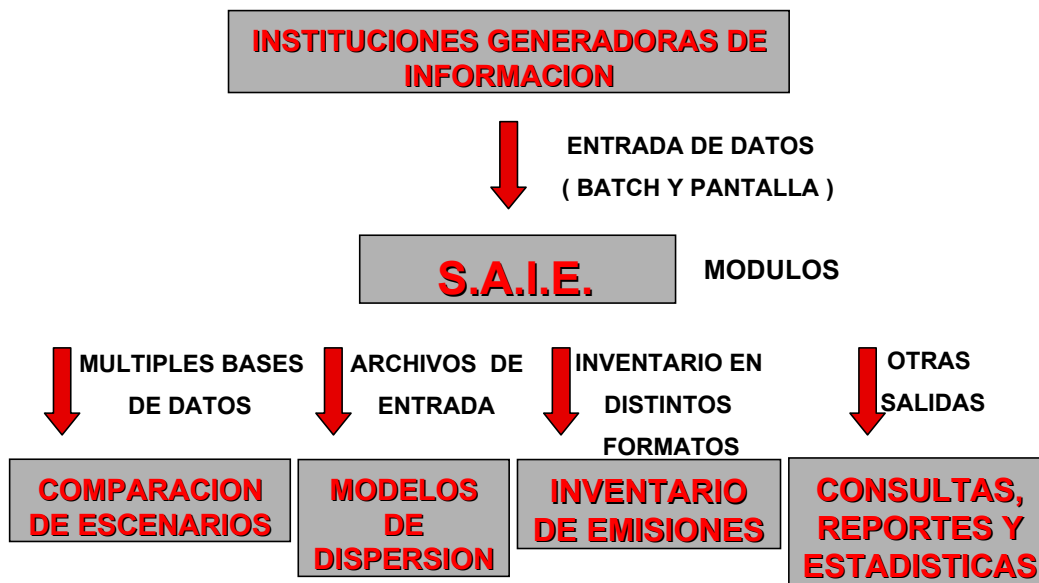 INSTITUCIONES GENERADORAS DE
INFORMACION
ENTRADA DE DATOS
( BATCH Y PANTALLA )
S.A.I.E.
MODULOS
MULTIPLES BASES
DE DATOS
ARCHIVOS DE
ENTRADA
INVENTARIO EN
DISTINTOS
FORMATOS
OTRAS
SALIDAS
COMPARACION
DE ESCENARIOS
MODELOS
DE
DISPERSION
INVENTARIO
DE EMISIONES
CONSULTAS,
REPORTES Y
ESTADISTICAS